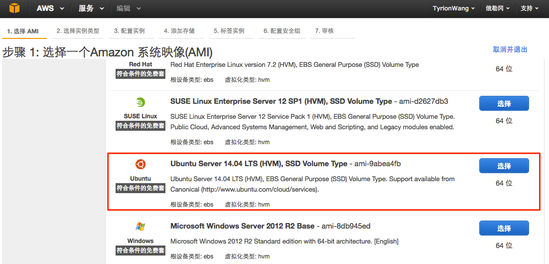 AWS 服务 编辑 TyrionWang 俄勒冈 支持
1. 选择 AMI 2. 选择实例类型 3. 配置实例 4. 添加存储 5. 标签实例 6. 配置安全组 7. 审核
步骤 1: 选择一个Amazon 系统映像(AMI) 取消并退出
Red Hat Red Hat Enterprise Linux version 7.2 (HVM), EBS General Purpose (SSD) Volume Type 64 位
符合条件的免费套
根设备类型: ebs 虚拟化类型: hvm
SUSE Linux Enterprise Server 12 SP1 (HVM), SSD Volume Type - ami-d2627db3 选择
SUSE Linux SUSE Linux Enterprise Server 12 Service Pack 1 (HVM), EBS General Purpose (SSD) Volume Type. 64 位
符合条件的免费套 Public Cloud, Advanced Systems Management, Web and Scripting, and Legacy modules enabled.
根设备类型: ebs 虚拟化类型: hvm
Ubuntu Server 14.04 LTS (HVM), SSD Volume Type - ami-9abea4fb 选择
Ubuntu Ubuntu Server 14.04 LTS (HVM), EBS General Purpose (SSD) Volume Type. Support available from 64 位
符合条件的免费套 Canonical (http://www.ubuntu.com/cloud/services).
根设备类型: ebs 虚拟化类型: hvm
Microsoft Windows Server 2012 R2 Base - ami-8db945ed 选择
Windows Microsoft Windows 2012 R2 Standard edition with 64-bit architecture. [English] 64 位
符合条件的免费套
根设备类型: ebs 虚拟化类型: hvm